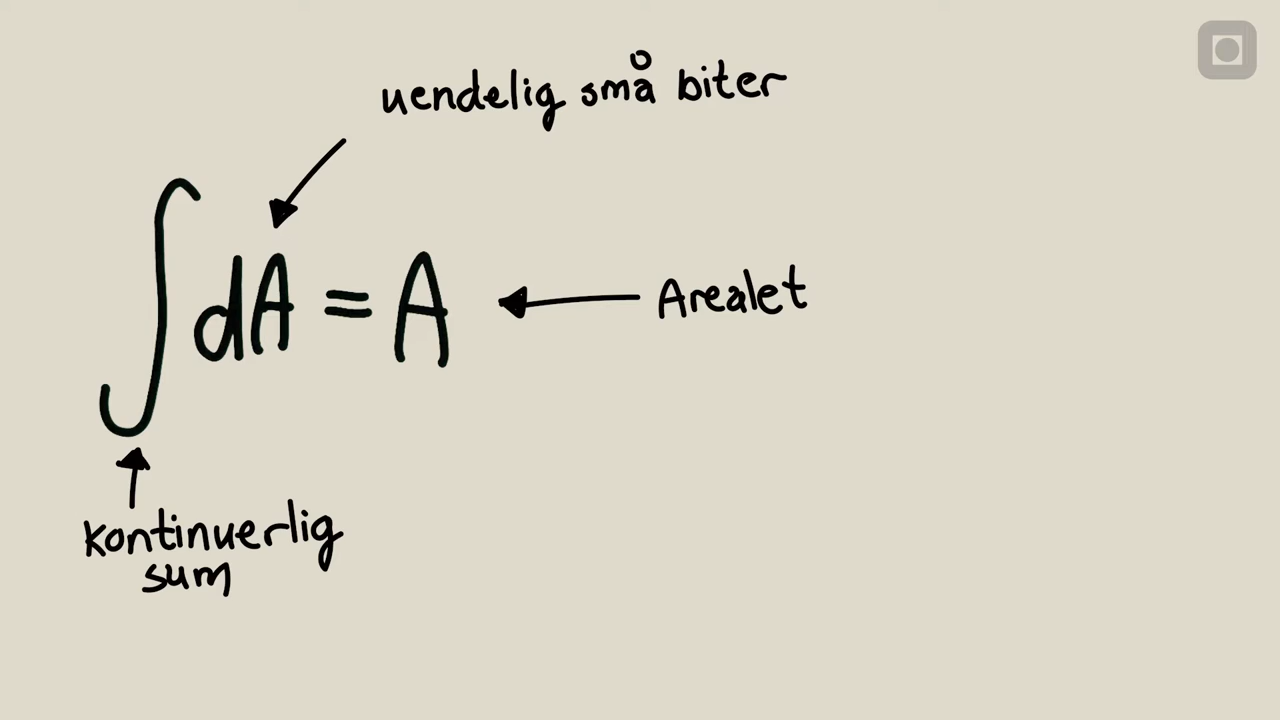 uendelig små biter
∫dA = A
Arealet
kontinuerlig
sum